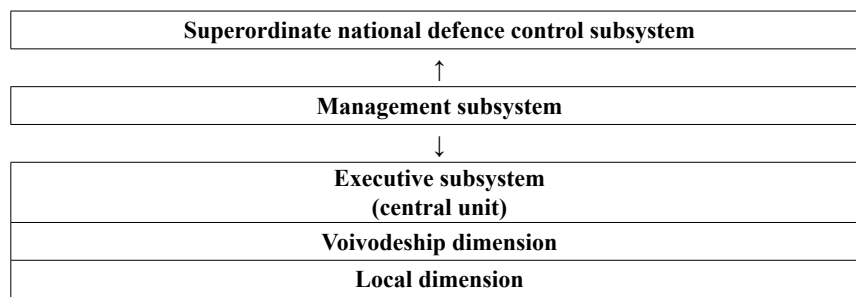 Superordinate national defence control subsystem
↑
Management subsystem
↓
Executive subsystem
(central unit)
Voivodeship dimension
Local dimension